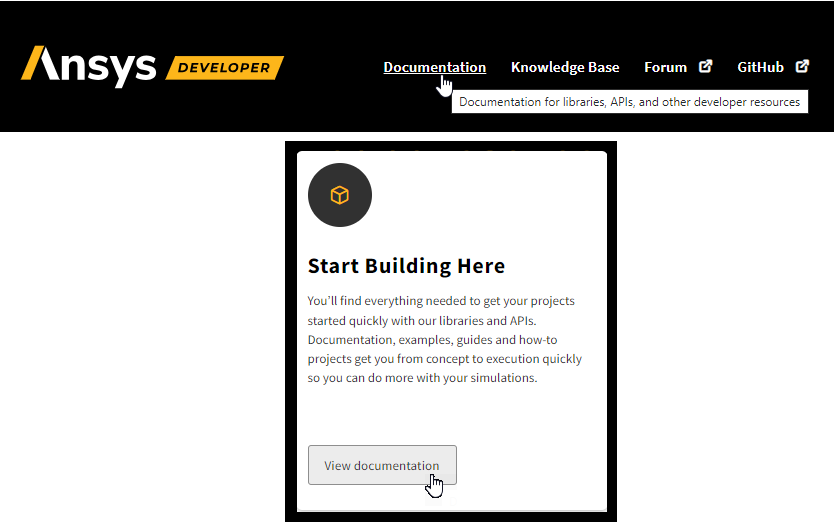 Ansys DEVELOPER
Documentation Knowledge Base Forum GitHub
Documentation for libraries, APIs, and other developer resources
Start Building Here
You'll find everything needed to get your projects
started quickly with our libraries and APIs.
Documentation, examples, guides and how-to
projects get you from concept to execution quickly
so you can do more with your simulations.
View documentation